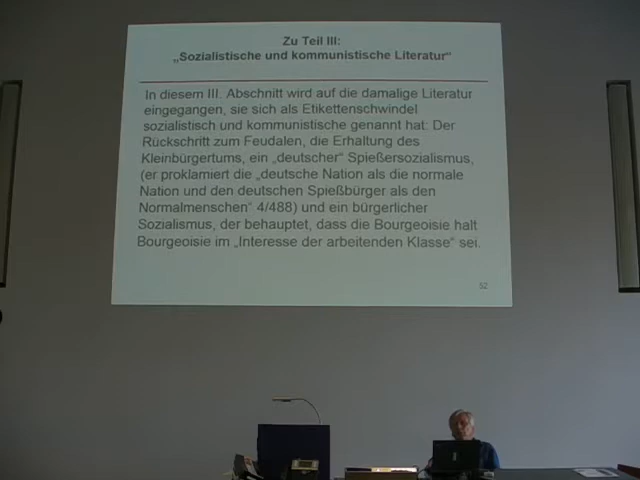 Zu Teil III:
„Sozialistische und kommunistische Literatur“
In diesem III. Abschnitt wird auf die damalige Literatur
eingegangen, sie sich als Etikettenschwindel
sozialistisch und kommunistische genannt hat: Der
Rückschritt zum Feudalen, die Erhaltung des
Kleinbürgertums, ein „deutscher“ Spießersozialismus,
(er proklamiert die „deutsche Nation als die normale
Nation und den deutschen Spießbürger als den
Normalmenschen“ 4/488) und ein bürgerlicher
Sozialismus, der behauptet, dass die Bourgeoisie halt
Bourgeoisie im „Interesse der arbeitenden Klasse“ sei.
52